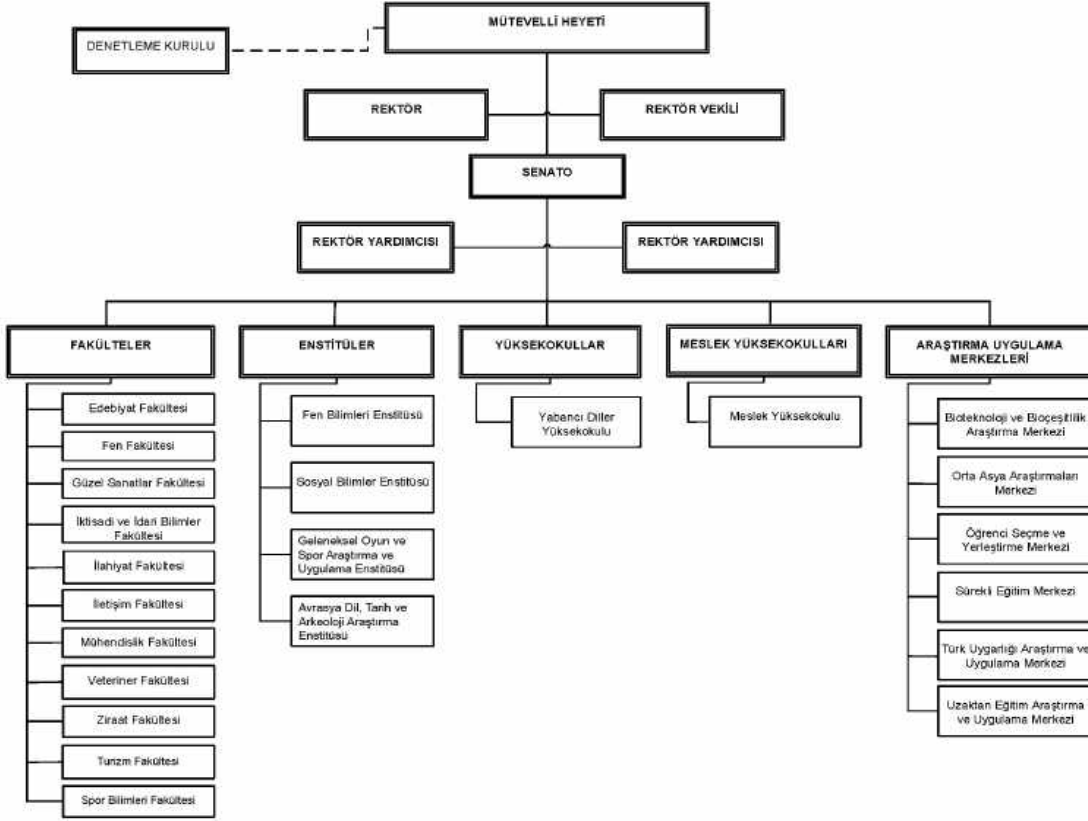 MÜTEVELLİ HEYETİ
DENETLEME KURULU
REKTÖR
REKTÖR VEKİLİ
SENATO
REKTÖR YARDIMCISI
REKTÖR YARDIMCISI
FAKÜLTELER
Edebiyat Fakültesi
Fen Fakültesi
Güzel Sanatlar Fakültesi
İktisadi ve İdari Bilimler
Fakültesi
İlahiyat Fakültesi
İletişim Fakültesi
Mühendislik Fakültesi
Veteriner Fakültesi
Ziraat Fakültesi
Turizm Fakültesi
Spor Bilimleri Fakültesi
ENSTİTÜLER
Fen Bilimleri Enstitüsü
Sosyal Bilimler Enstitüsü
Geleneksel Oyun ve
Spor Araştırma ve
Uygulama Enstitüsü
Avrasya Dil, Tarih ve
Arkeoloji Araştırma
Enstitüsü
YÜKSEKOKULLAR
Yabancı Diller
Yüksekokulu
MESLEK YÜKSEKOKULLARI
Meslek Yüksekokulu
ARAŞTIRMA UYGULAMA
MERKEZLERİ
Bioteknoloji ve Bioçeşitlilik
Araştırma Merkezi
Orta Asya Araştırmaları
Merkezi
Öğrenci Seçme ve
Yerleştirme Merkezi
Sürekli Eğitim Merkezi
Türk Uygarlığı Araştırma ve
Uygulama Merkezi
Uzaktan Eğitim Araştırma
ve Uygulama Merkezi